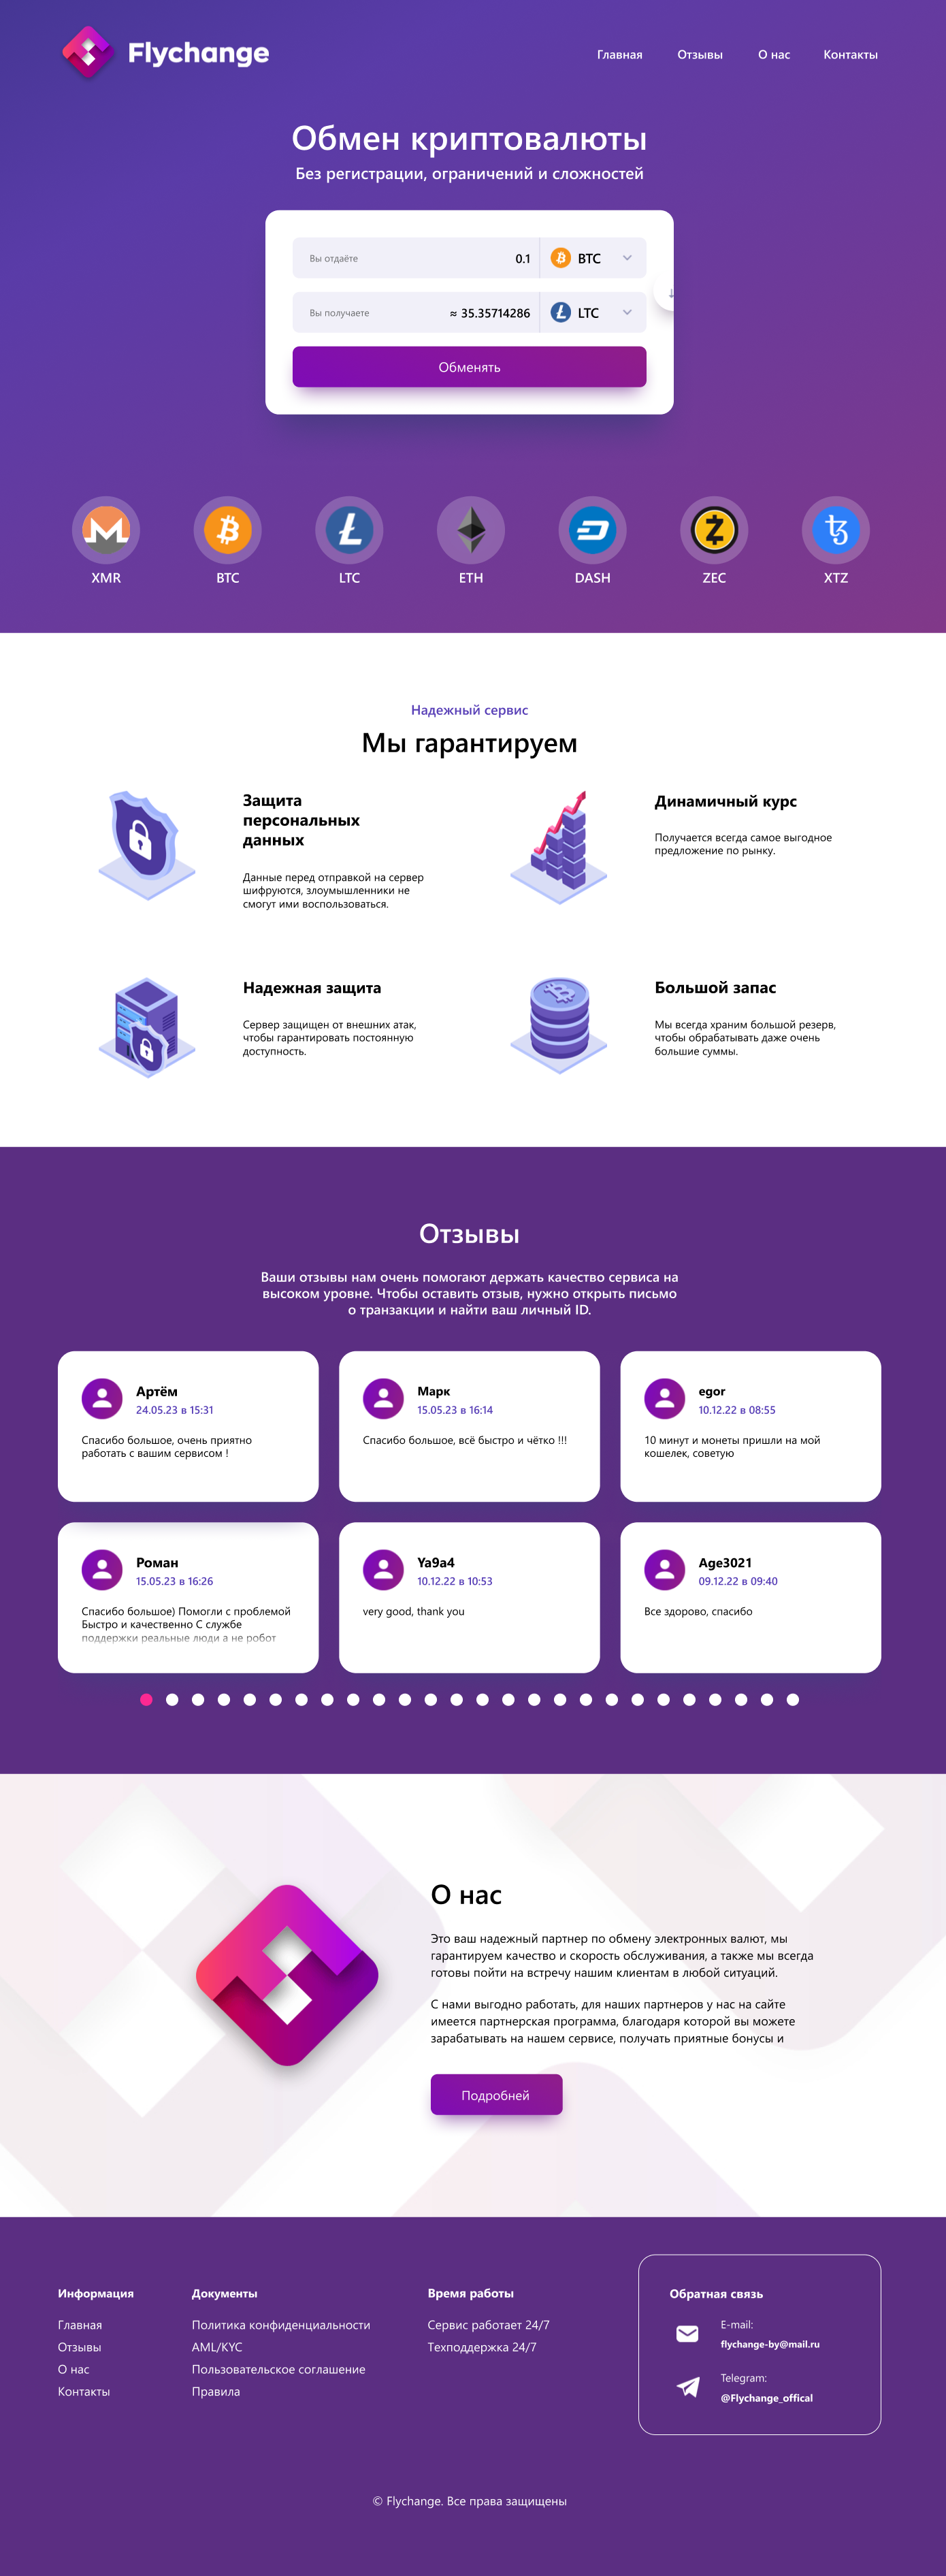 Flychange
Главная Отзывы О нас Контакты
Обмен криптовалюты
Без регистрации, ограничений и сложностей
Вы отдаёте 0.1 BTC
Вы получаете ≈ 35.35714286 LTC
Обменять
XMR BTC LTC ETH DASH ZEC XTZ
Надежный сервис
Мы гарантируем
Защита
персональных
данных
Данные перед отправкой на сервер
шифруются, злоумышленники не
смогут ими воспользоваться.
Динамичный курс
Получается всегда самое выгодное
предложение по рынку.
Надежная защита
Сервер защищен от внешних атак,
чтобы гарантировать постоянную
доступность.
Большой запас
Мы всегда храним большой резерв,
чтобы обрабатывать даже очень
большие суммы.
Отзывы
Ваши отзывы нам очень помогают держать качество сервиса на
высоком уровне. Чтобы оставить отзыв, нужно открыть письмо
о транзакции и найти ваш личный ID.
Артём
24.05.23 в 15:31
Спасибо большое, очень приятно
работать с вашим сервисом !
Марк
15.05.23 в 16:14
Спасибо большое, всё быстро и чётко !!!
egor
10.12.22 в 08:55
10 минут и монеты пришли на мой
кошелек, советую
Роман
15.05.23 в 16:26
Спасибо большое) Помогли с проблемой
Быстро и качественно С службе
поддержки реальные люди а не робот
Ya9a4
10.12.22 в 10:53
very good, thank you
Age3021
09.12.22 в 09:40
Все здорово, спасибо
О нас
Это ваш надежный партнер по обмену электронных валют, мы
гарантируем качество и скорость обслуживания, а также мы всегда
готовы пойти на встречу нашим клиентам в любой ситуаций.
С нами выгодно работать, для наших партнеров у нас на сайте
имеется партнерская программа, благодаря которой вы можете
зарабатывать на нашем сервисе, получать приятные бонусы и
Подробней
Информация
Главная
Отзывы
О нас
Контакты
Документы
Политика конфиденциальности
AML/KYC
Пользовательское соглашение
Правила
Время работы
Сервис работает 24/7
Техподдержка 24/7
Обратная связь
E-mail:
flychange-by@mail.ru
Telegram:
@Flychange_offical
© Flychange. Все права защищены